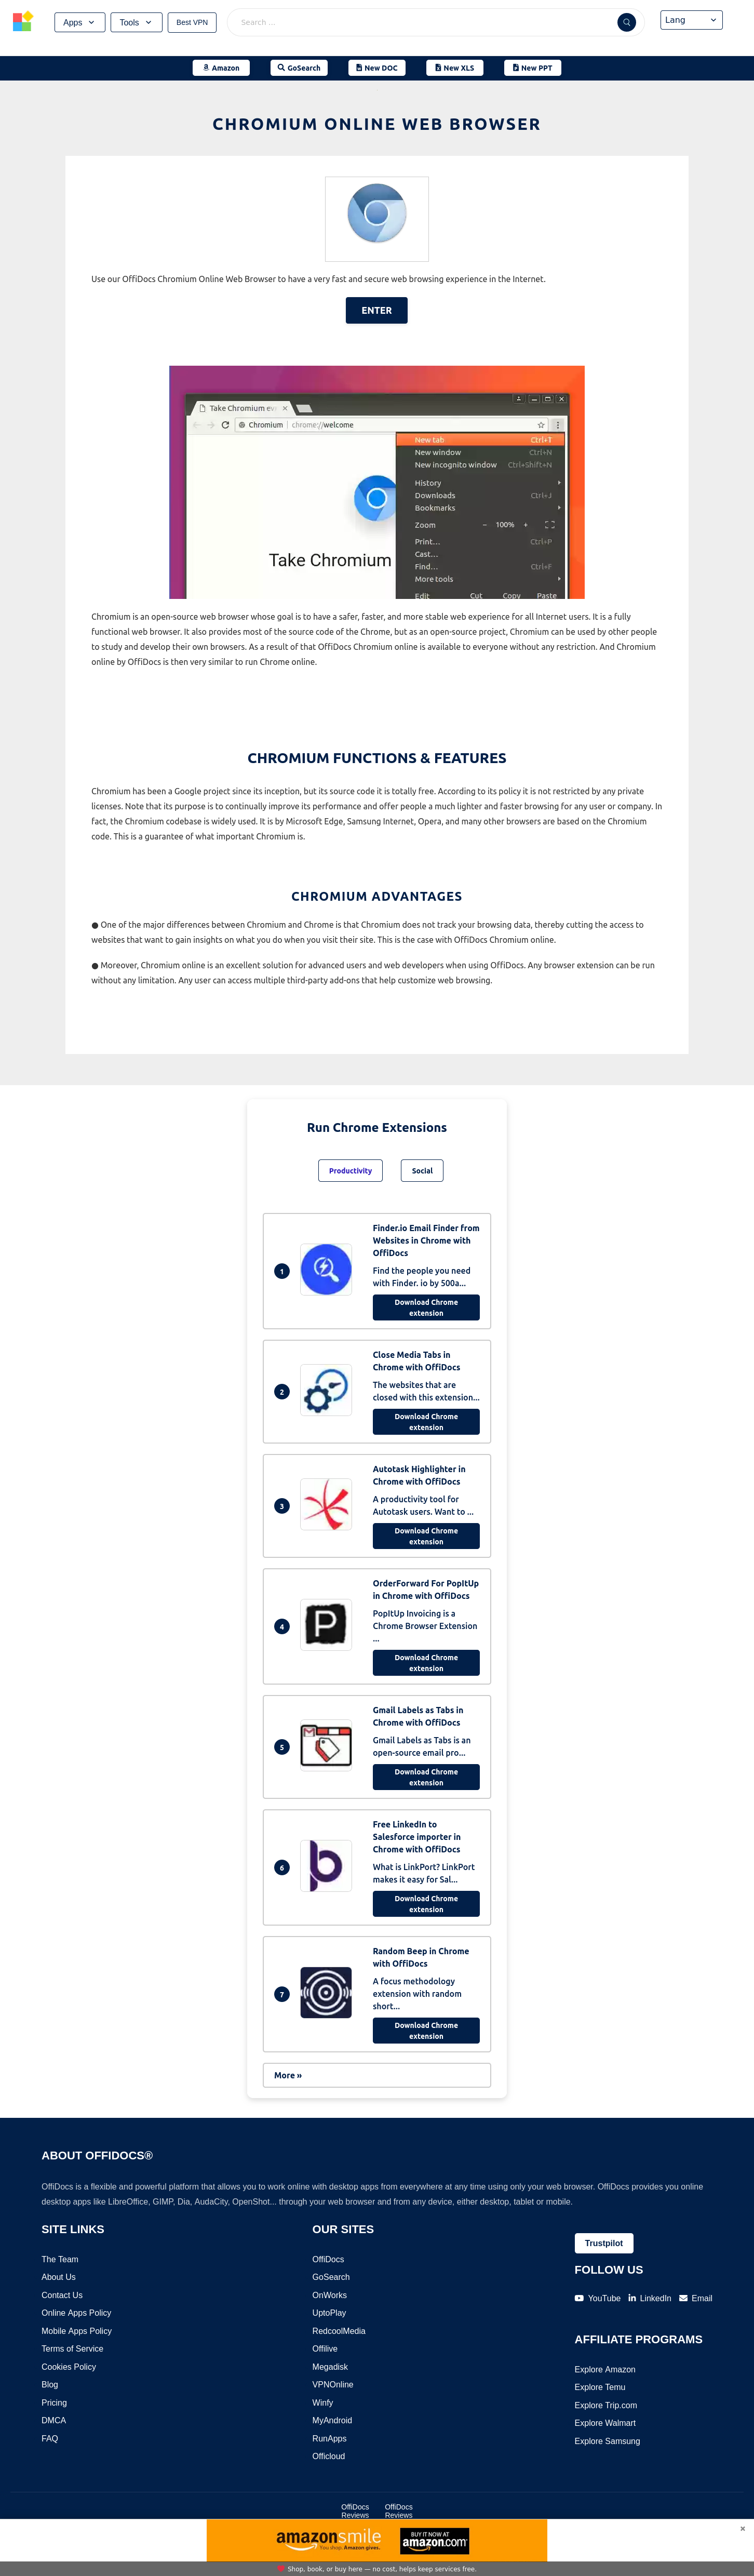 Apps
Tools
Best VPN
Search ...
Lang
Amazon
GoSearch
New DOC
New XLS
New PPT
CHROMIUM ONLINE WEB BROWSER
Use our OffiDocs Chromium Online Web Browser to have a very fast and secure web browsing experience in the Internet.
ENTER
Take Chromium ev
Chromium
chrome://welcome
New tab Ctrl+T
New window Ctrl+N
New incognito window Ctrl+Shift+N
History
Downloads Ctrl+J
Bookmarks
Zoom − 100% +
Print... Ctrl+P
Cast...
Find... Ctrl+F
More tools
Edit Cut Copy Paste
Take Chromium
Chromium is an open-source web browser whose goal is to have a safer, faster, and more stable web experience for all Internet users. It is a fully
functional web browser. It also provides most of the source code of the Chrome, but as an open-source project, Chromium can be used by other people
to study and develop their own browsers. As a result of that OffiDocs Chromium online is available to everyone without any restriction. And Chromium
online by OffiDocs is then very similar to run Chrome online.
CHROMIUM FUNCTIONS & FEATURES
Chromium has been a Google project since its inception, but its source code it is totally free. According to its policy it is not restricted by any private
licenses. Note that its purpose is to continually improve its performance and offer people a much lighter and faster browsing for any user or company. In
fact, the Chromium codebase is widely used. It is by Microsoft Edge, Samsung Internet, Opera, and many other browsers are based on the Chromium
code. This is a guarantee of what important Chromium is.
CHROMIUM ADVANTAGES
● One of the major differences between Chromium and Chrome is that Chromium does not track your browsing data, thereby cutting the access to
websites that want to gain insights on what you do when you visit their site. This is the case with OffiDocs Chromium online.
● Moreover, Chromium online is an excellent solution for advanced users and web developers when using OffiDocs. Any browser extension can be run
without any limitation. Any user can access multiple third-party add-ons that help customize web browsing.
Run Chrome Extensions
Productivity
Social
1
Finder.io Email Finder from
Websites in Chrome with
OffiDocs
Find the people you need
with Finder. io by 500a...
Download Chrome
extension
2
Close Media Tabs in
Chrome with OffiDocs
The websites that are
closed with this extension...
Download Chrome
extension
3
Autotask Highlighter in
Chrome with OffiDocs
A productivity tool for
Autotask users. Want to ...
Download Chrome
extension
4
P
OrderForward For PopItUp
in Chrome with OffiDocs
PopItUp Invoicing is a
Chrome Browser Extension
...
Download Chrome
extension
5
Gmail Labels as Tabs in
Chrome with OffiDocs
Gmail Labels as Tabs is an
open-source email pro...
Download Chrome
extension
6
Free LinkedIn to
Salesforce importer in
Chrome with OffiDocs
What is LinkPort? LinkPort
makes it easy for Sal...
Download Chrome
extension
7
Random Beep in Chrome
with OffiDocs
A focus methodology
extension with random
short...
Download Chrome
extension
More »
ABOUT OFFIDOCS®
OffiDocs is a flexible and powerful platform that allows you to work online with desktop apps from everywhere at any time using only your web browser. OffiDocs provides you online
desktop apps like LibreOffice, GIMP, Dia, AudaCity, OpenShot... through your web browser and from any device, either desktop, tablet or mobile.
SITE LINKS
The Team
About Us
Contact Us
Online Apps Policy
Mobile Apps Policy
Terms of Service
Cookies Policy
Blog
Pricing
DMCA
FAQ
OUR SITES
OffiDocs
GoSearch
OnWorks
UptoPlay
RedcoolMedia
Offilive
Megadisk
VPNOnline
Winfy
MyAndroid
RunApps
Officloud
Trustpilot
FOLLOW US
YouTube
LinkedIn
Email
AFFILIATE PROGRAMS
Explore Amazon
Explore Temu
Explore Trip.com
Explore Walmart
Explore Samsung
OffiDocs
Reviews
OffiDocs
Reviews
amazonsmile
You shop. Amazon gives.
BUY IT NOW AT
amazon.com
Shop, book, or buy here — no cost, helps keep services free.